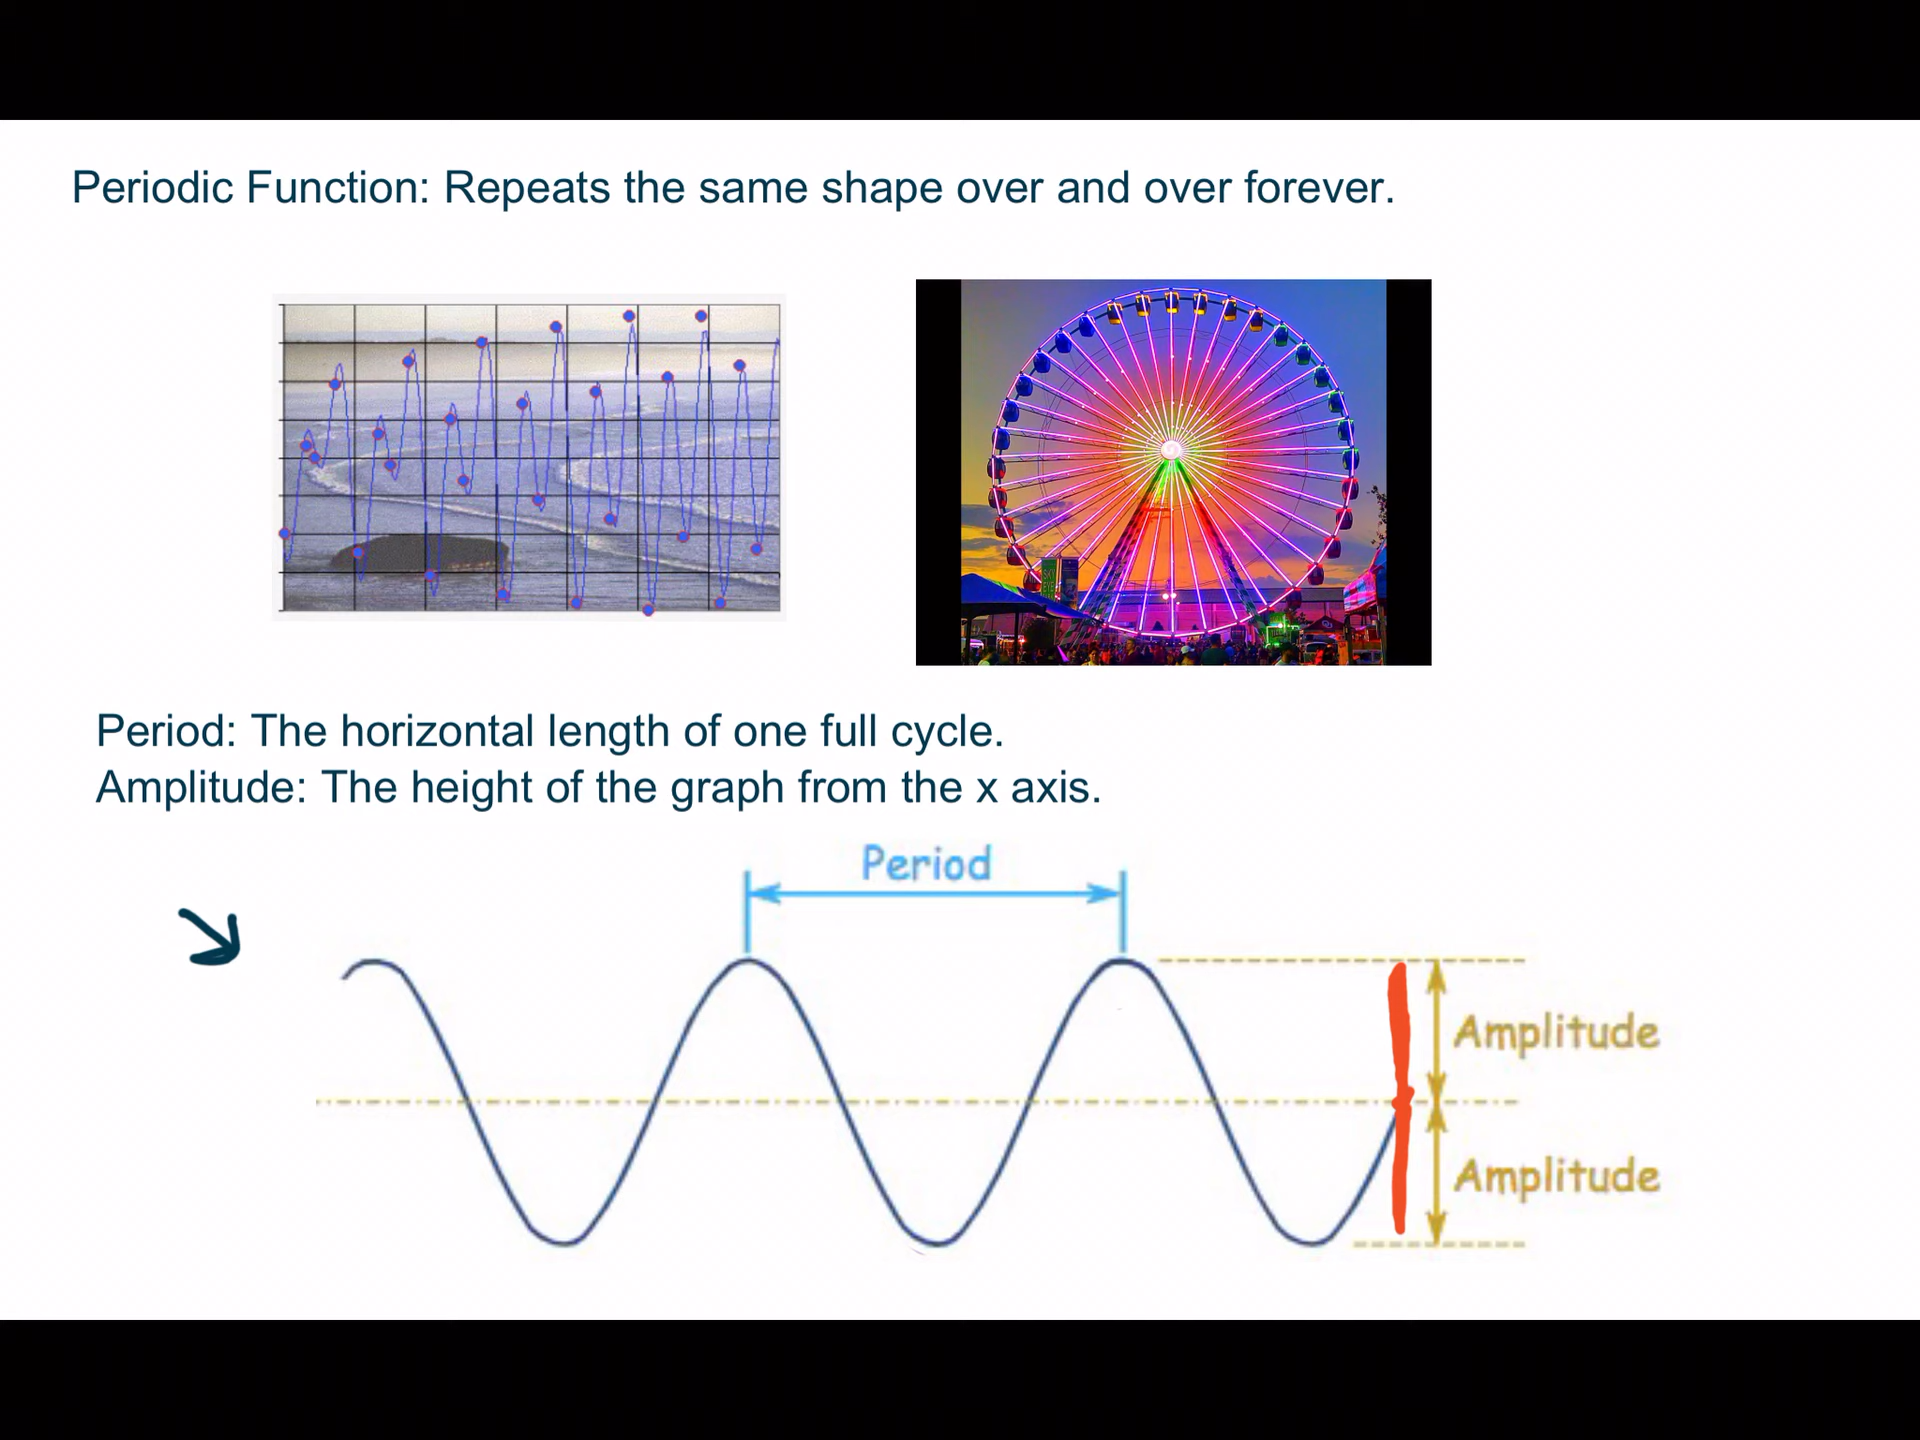 Periodic Function: Repeats the same shape over and over forever.
Period: The horizontal length of one full cycle.
Amplitude: The height of the graph from the x axis.
Period
Amplitude
Amplitude